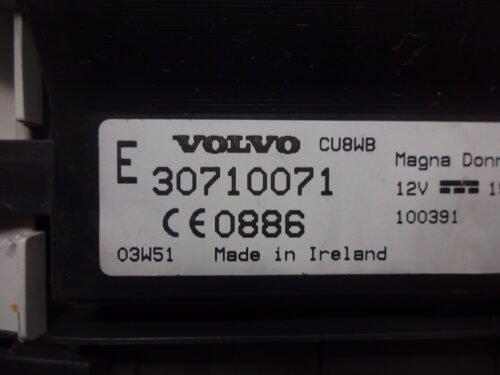 VOLVO CU8WB
E 30710071
CE0886
03W51 Made in Ireland
Magna Donn
12V
100391